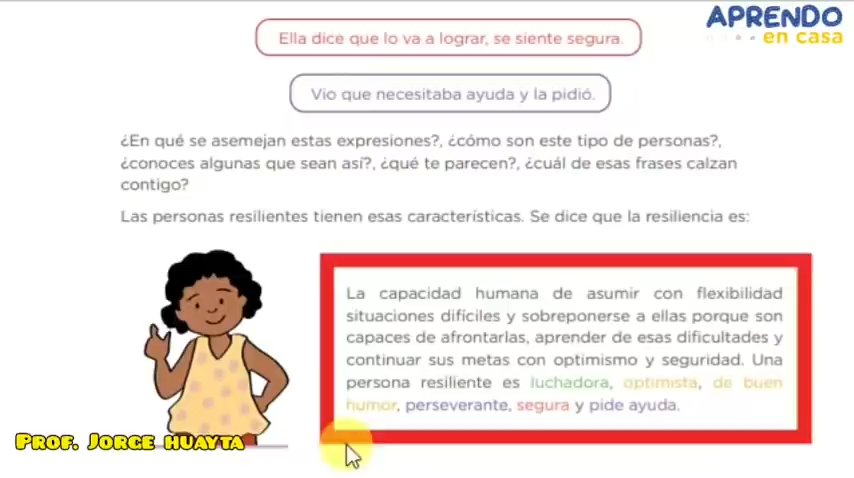 APRENDO
en casa
Ella dice que lo va a lograr, se siente segura.
Vio que necesitaba ayuda y la pidió.
¿En qué se asemejan estas expresiones?, ¿cómo son este tipo de personas?,
¿conoces algunas que sean así?, ¿qué te parecen?, ¿cuál de esas frases calzan
contigo?
Las personas resilientes tienen esas características. Se dice que la resiliencia es:
La capacidad humana de asumir con flexibilidad
situaciones difíciles y sobreponerse a ellas porque son
capaces de afrontarlas, aprender de esas dificultades y
continuar sus metas con optimismo y seguridad. Una
persona resiliente es luchadora, optimista, de buen
humor, perseverante, segura y pide ayuda.
PROF. JORGE HUAYTA